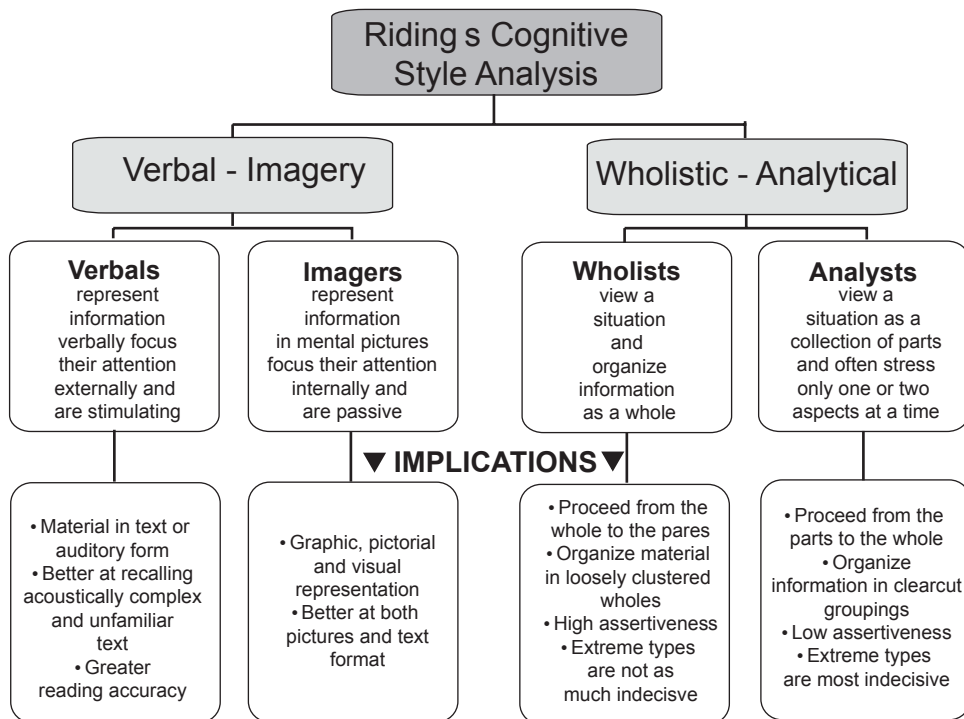 Riding s Cognitive
Style Analysis
Verbal - Imagery
Wholistic - Analytical
Verbals
represent
information
verbally focus
their attention
externally and
are stimulating
Imagers
represent
information
in mental pictures
focus their attention
internally and
are passive
Wholists
view a
situation
and
organize
information
as a whole
Analysts
view a
situation as a
collection of parts
and often stress
only one or two
aspects at a time
▼ IMPLICATIONS ▼
• Material in text or
auditory form
• Better at recalling
acoustically complex
and unfamiliar
text
• Greater
reading accuracy
• Graphic, pictorial
and visual
representation
• Better at both
pictures and text
format
• Proceed from the
whole to the pares
• Organize material
in loosely clustered
wholes
• High assertiveness
• Extreme types
are not as
much indecisve
• Proceed from the
parts to the whole
• Organize
information in clearcut
groupings
• Low assertiveness
• Extreme types
are most indecisive